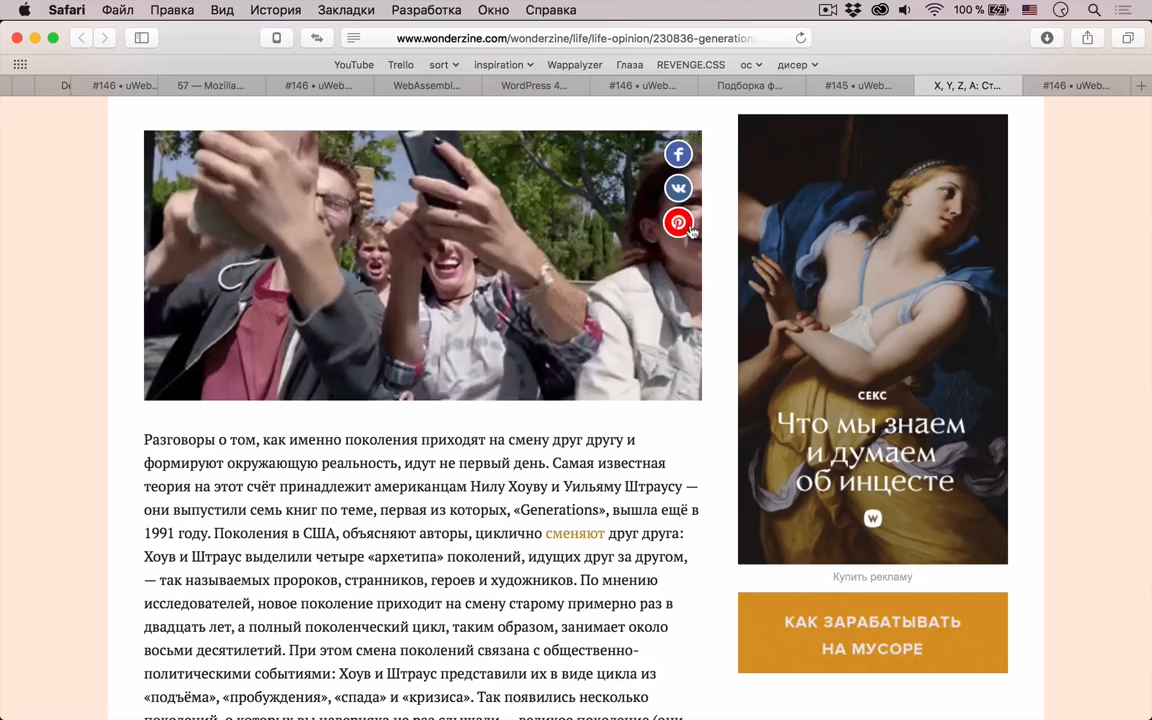 Safari Файл Правка Вид История Закладки Разработка Окно Справка 100 %
www.wonderzine.com/wonderzine/life/life-opinion/230836-generation
YouTube Trello sort inspiration Wappalyzer Глаза REVENGE.CSS ос дисер
#146 • uWeb... 57 — Mozilla... #146 • uWeb... WebAssembl... WordPress 4... #146 • uWeb... Подборка ф... #145 • uWeb... X, Y, Z, A: Ст... #146 • uWeb...
СЕКС
Что мы знаем
и думаем
об инцесте
W
Купить рекламу
КАК ЗАРАБАТЫВАТЬ
НА МУСОРЕ
Разговоры о том, как именно поколения приходят на смену друг другу и
формируют окружающую реальность, идут не первый день. Самая известная
теория на этот счёт принадлежит американцам Нилу Хоуву и Уильяму Штраусу —
они выпустили семь книг по теме, первая из которых, «Generations», вышла ещё в
1991 году. Поколения в США, объясняют авторы, циклично сменяют друг друга:
Хоув и Штраус выделили четыре «архетипа» поколений, идущих друг за другом,
— так называемых пророков, странников, героев и художников. По мнению
исследователей, новое поколение приходит на смену старому примерно раз в
двадцать лет, а полный поколенческий цикл, таким образом, занимает около
восьми десятилетий. При этом смена поколений связана с общественно-
политическими событиями: Хоув и Штраус представили их в виде цикла из
«подъёма», «пробуждения», «спада» и «кризиса». Так появились несколько